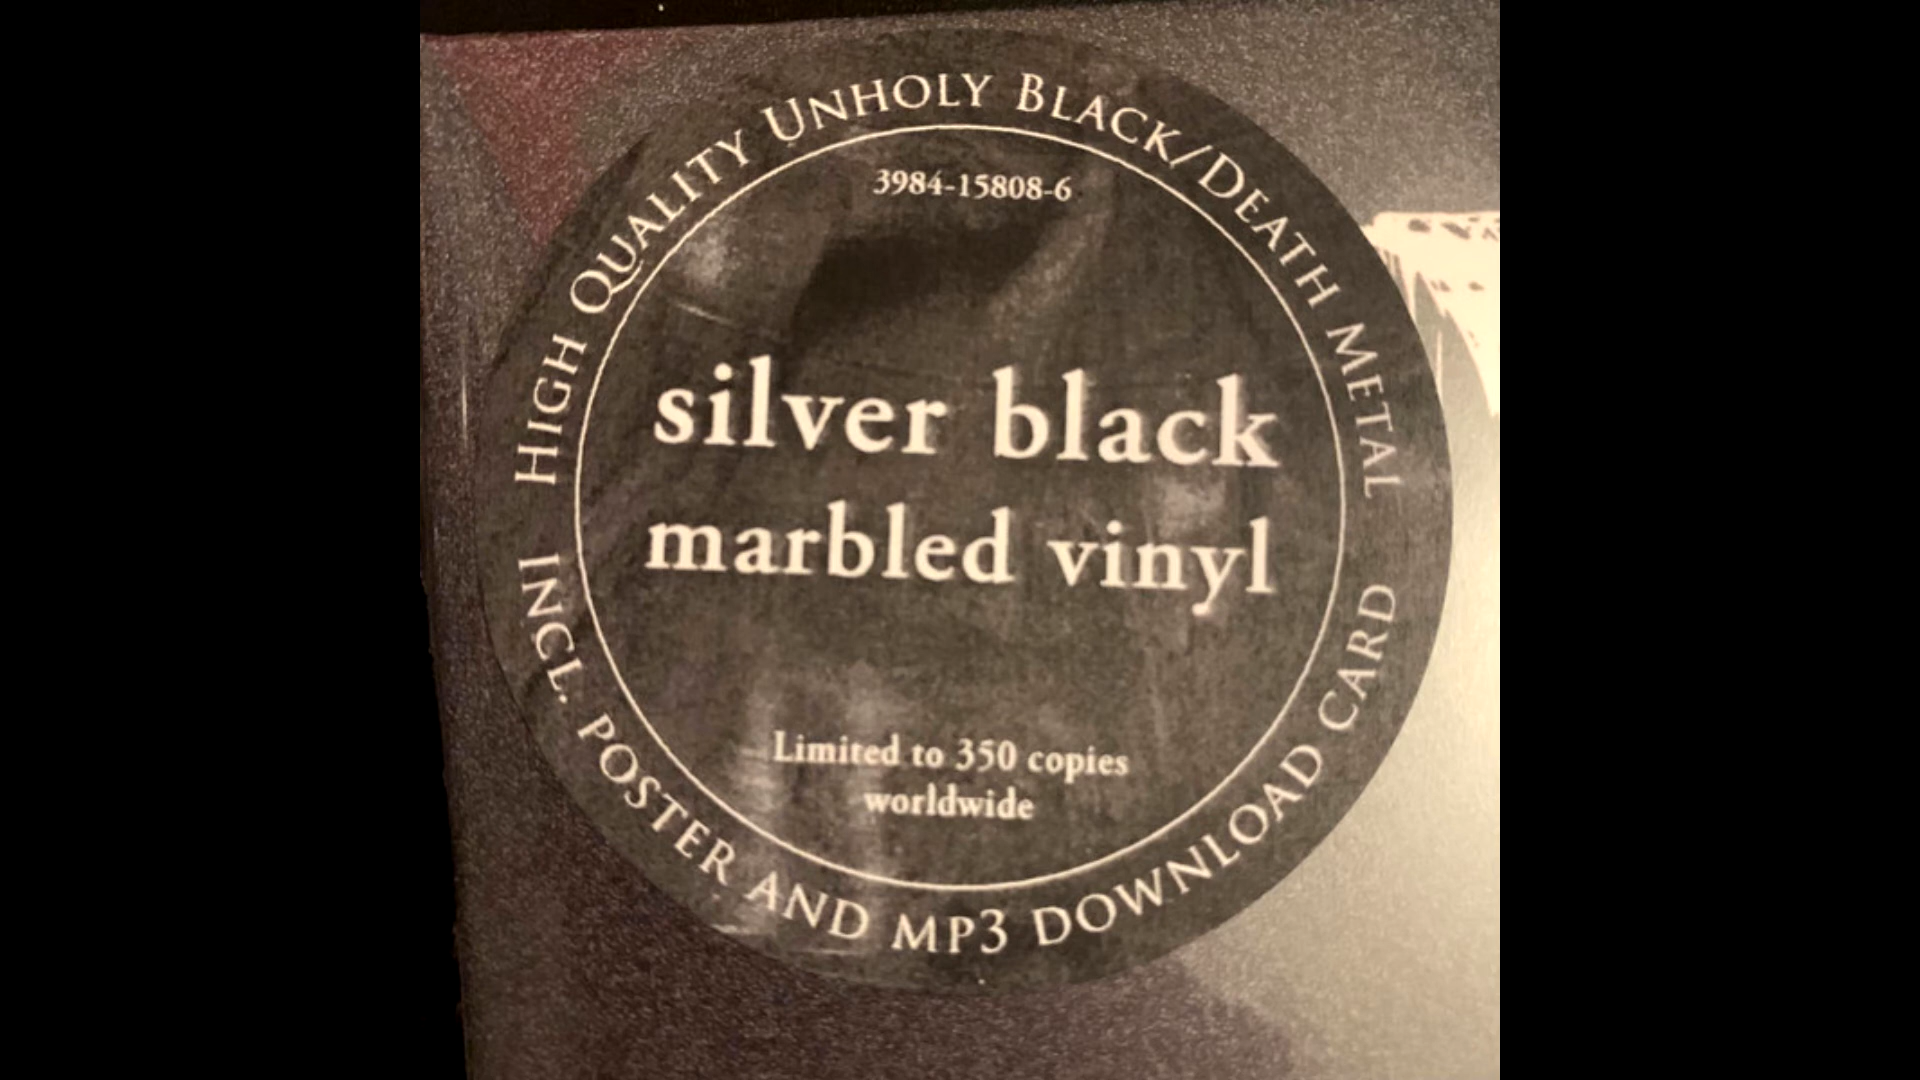 High Quality Unholy Black/Death Metal
3984-15808-6
silver black
marbled vinyl
Limited to 350 copies
worldwide
incl. poster and MP3 download card